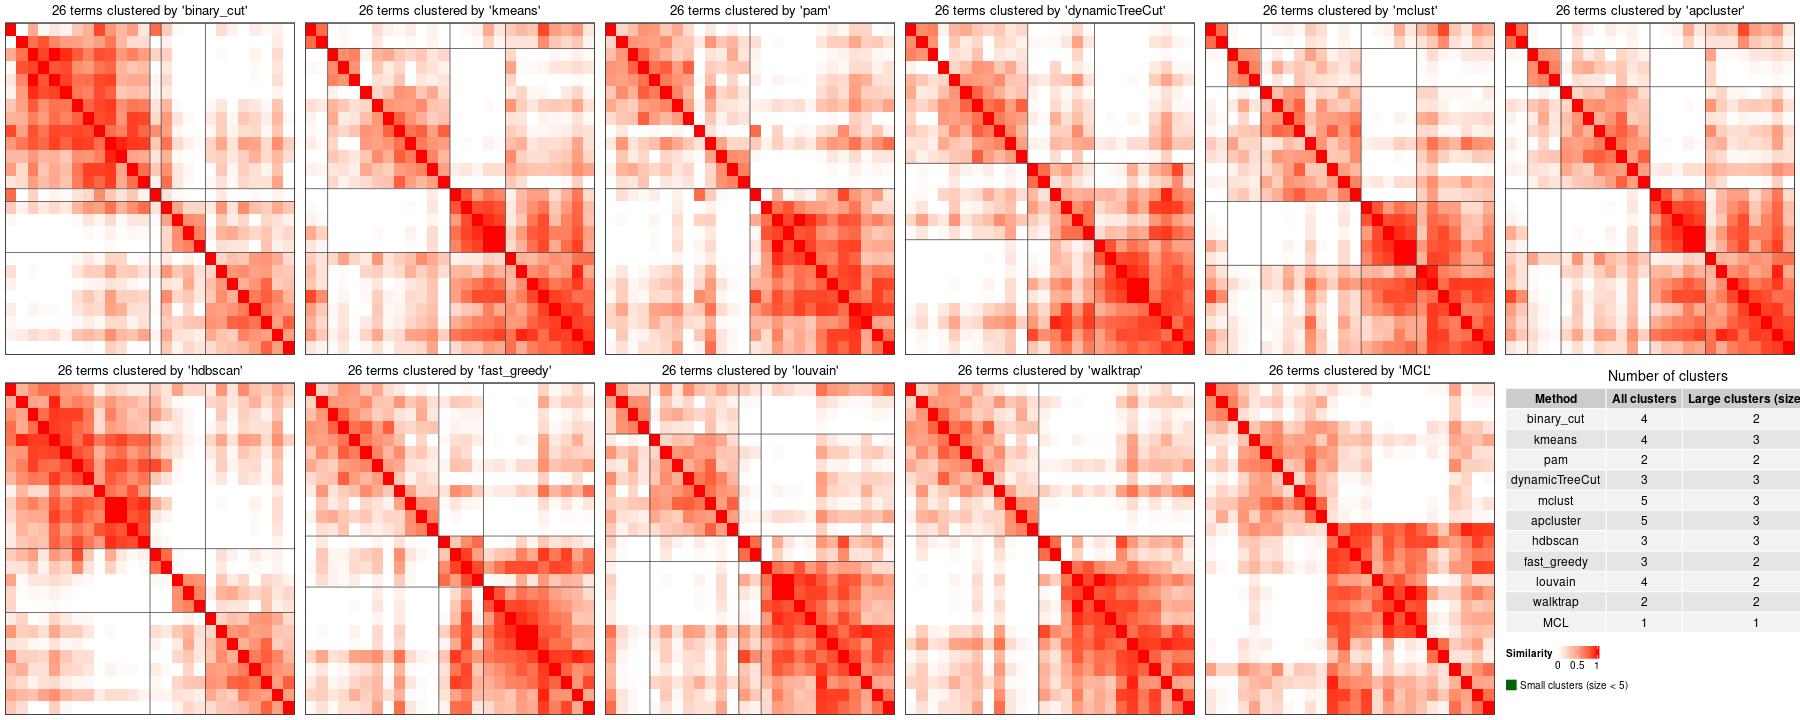 26 terms clustered by 'binary_cut'
26 terms clustered by 'kmeans'
26 terms clustered by 'pam'
26 terms clustered by 'dynamicTreeCut'
26 terms clustered by 'mclust'
26 terms clustered by 'apcluster'
26 terms clustered by 'hdbscan'
26 terms clustered by 'fast_greedy'
26 terms clustered by 'louvain'
26 terms clustered by 'walktrap'
26 terms clustered by 'MCL'
Number of clusters
Method All clusters Large clusters (size
binary_cut 4 2
kmeans 4 3
pam 2 2
dynamicTreeCut 3 3
mclust 5 3
apcluster 5 3
hdbscan 3 3
fast_greedy 3 2
louvain 4 2
walktrap 2 2
MCL 1 1
Similarity
0 0.5 1
Small clusters (size < 5)